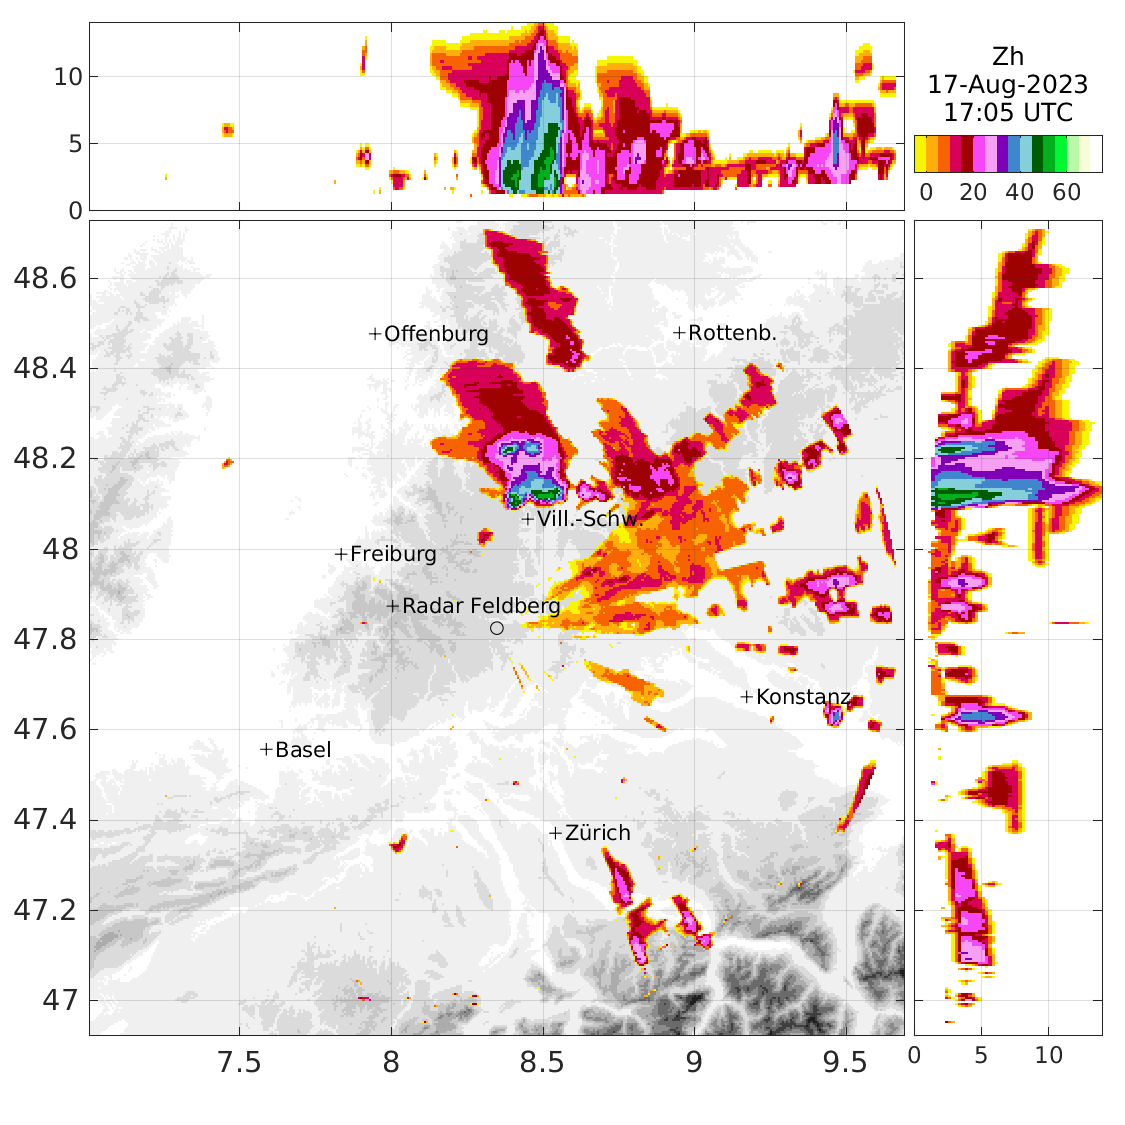 10
5
0
Zh
17-Aug-2023
17:05 UTC
0 20 40 60
48.6
48.4
48.2
48
47.8
47.6
47.4
47.2
47
Offenburg
Rottenb.
Vill.-Schw.
Freiburg
Radar Feldberg
Konstanz
Basel
Zürich
7.5 8 8.5 9 9.5
0 5 10